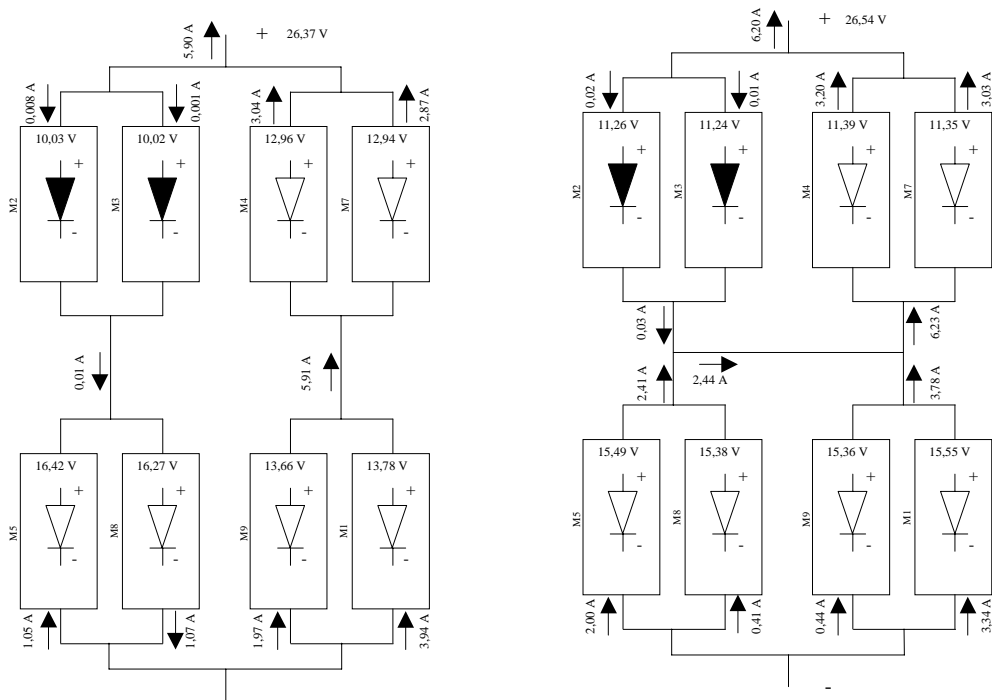 5,90 A
+ 26,37 V
0,008 A
0,001 A
3,04 A
2,87 A
10,03 V
10,02 V
12,96 V
12,94 V
+
+
+
+
M2
M3
M4
M7
-
-
-
-
0,01 A
5,91 A
16,42 V
16,27 V
13,66 V
13,78 V
+
+
+
+
M5
M8
M9
M1
-
-
-
-
1,05 A
1,07 A
1,97 A
3,94 A
6,20 A
+ 26,54 V
0,02 A
0,01 A
3,20 A
3,03 A
11,26 V
11,24 V
11,39 V
11,35 V
+
+
+
+
M2
M3
M4
M7
-
-
-
-
0,03 A
6,23 A
2,44 A
2,41 A
3,78 A
15,49 V
15,38 V
15,36 V
15,55 V
+
+
+
+
M5
M8
M9
M1
-
-
-
-
2,00 A
0,41 A
0,44 A
3,34 A
-